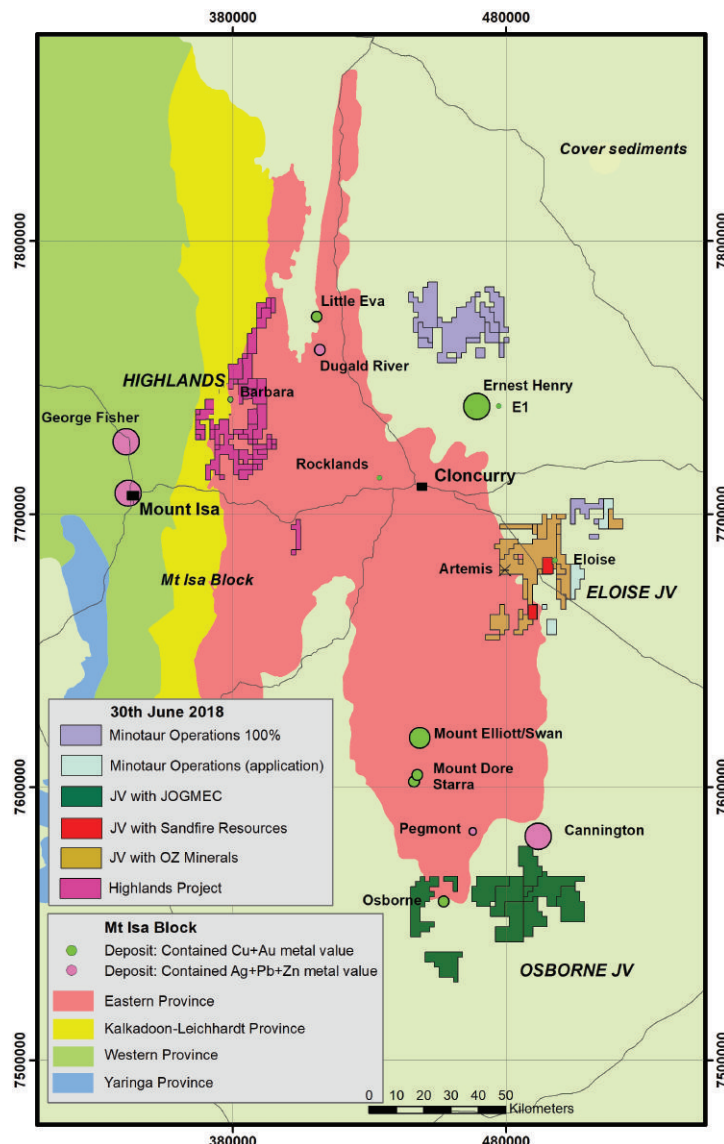 380000
480000
Cover sediments
7800000
7800000
Little Eva
Dugald River
HIGHLANDS
Barbara
Ernest Henry
E1
George Fisher
Rocklands
Cloncurry
7700000
7700000
Mount Isa
Artemis
Eloise
Mt Isa Block
ELOISE JV
30th June 2018
Minotaur Operations 100%
Minotaur Operations (application)
JV with JOGMEC
JV with Sandfire Resources
JV with OZ Minerals
Highlands Project
Mount Elliott/Swan
Mount Dore
Starra
7600000
7600000
Pegmont
Cannington
Osborne
OSBORNE JV
Mt Isa Block
Deposit: Contained Cu+Au metal value
Deposit: Contained Ag+Pb+Zn metal value
Eastern Province
Kalkadoon-Leichhardt Province
Western Province
Yaringa Province
7500000
7500000
0 10 20 30 40 50
Kilometers
380000
480000